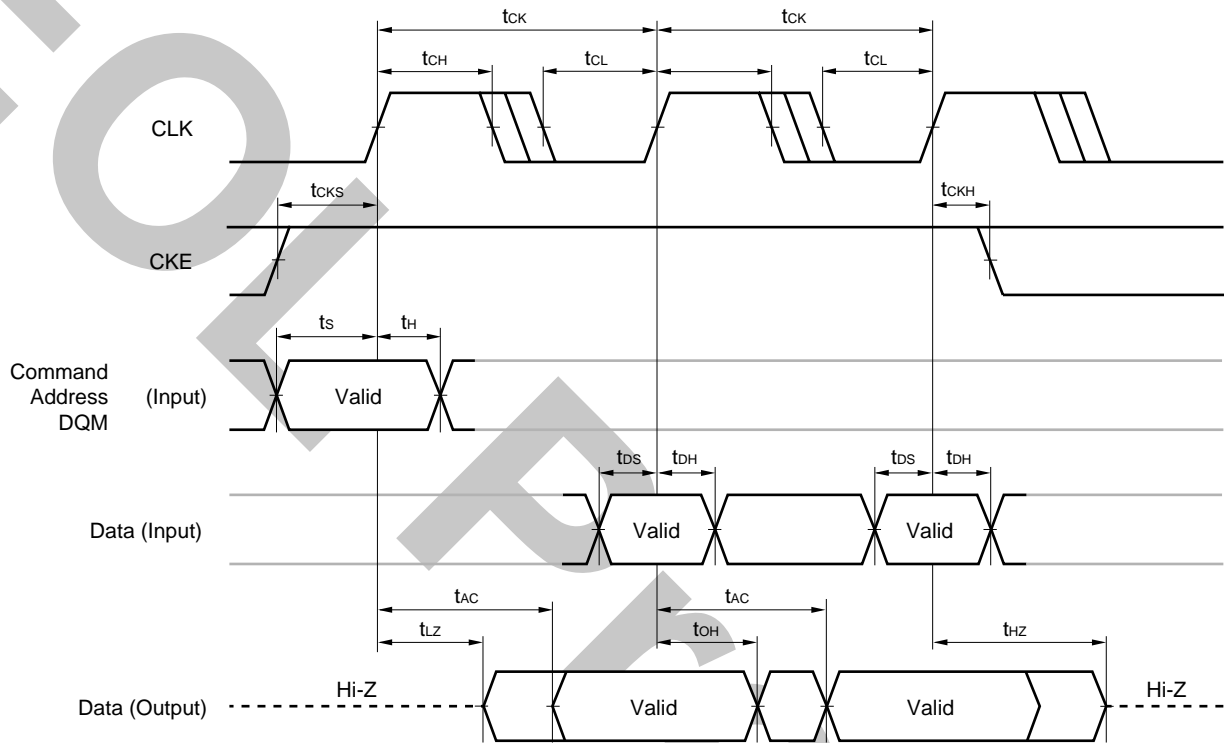 tCK tCK
tCH tCL tCL
CLK
tCKS tCKH
CKE
tS tH
Command
Address (Input) Valid
DQM
tDS tDH tDS tDH
Data (Input) Valid Valid
tAC tAC
tLZ tOH tHZ
Hi-Z Hi-Z
Data (Output) Valid Valid